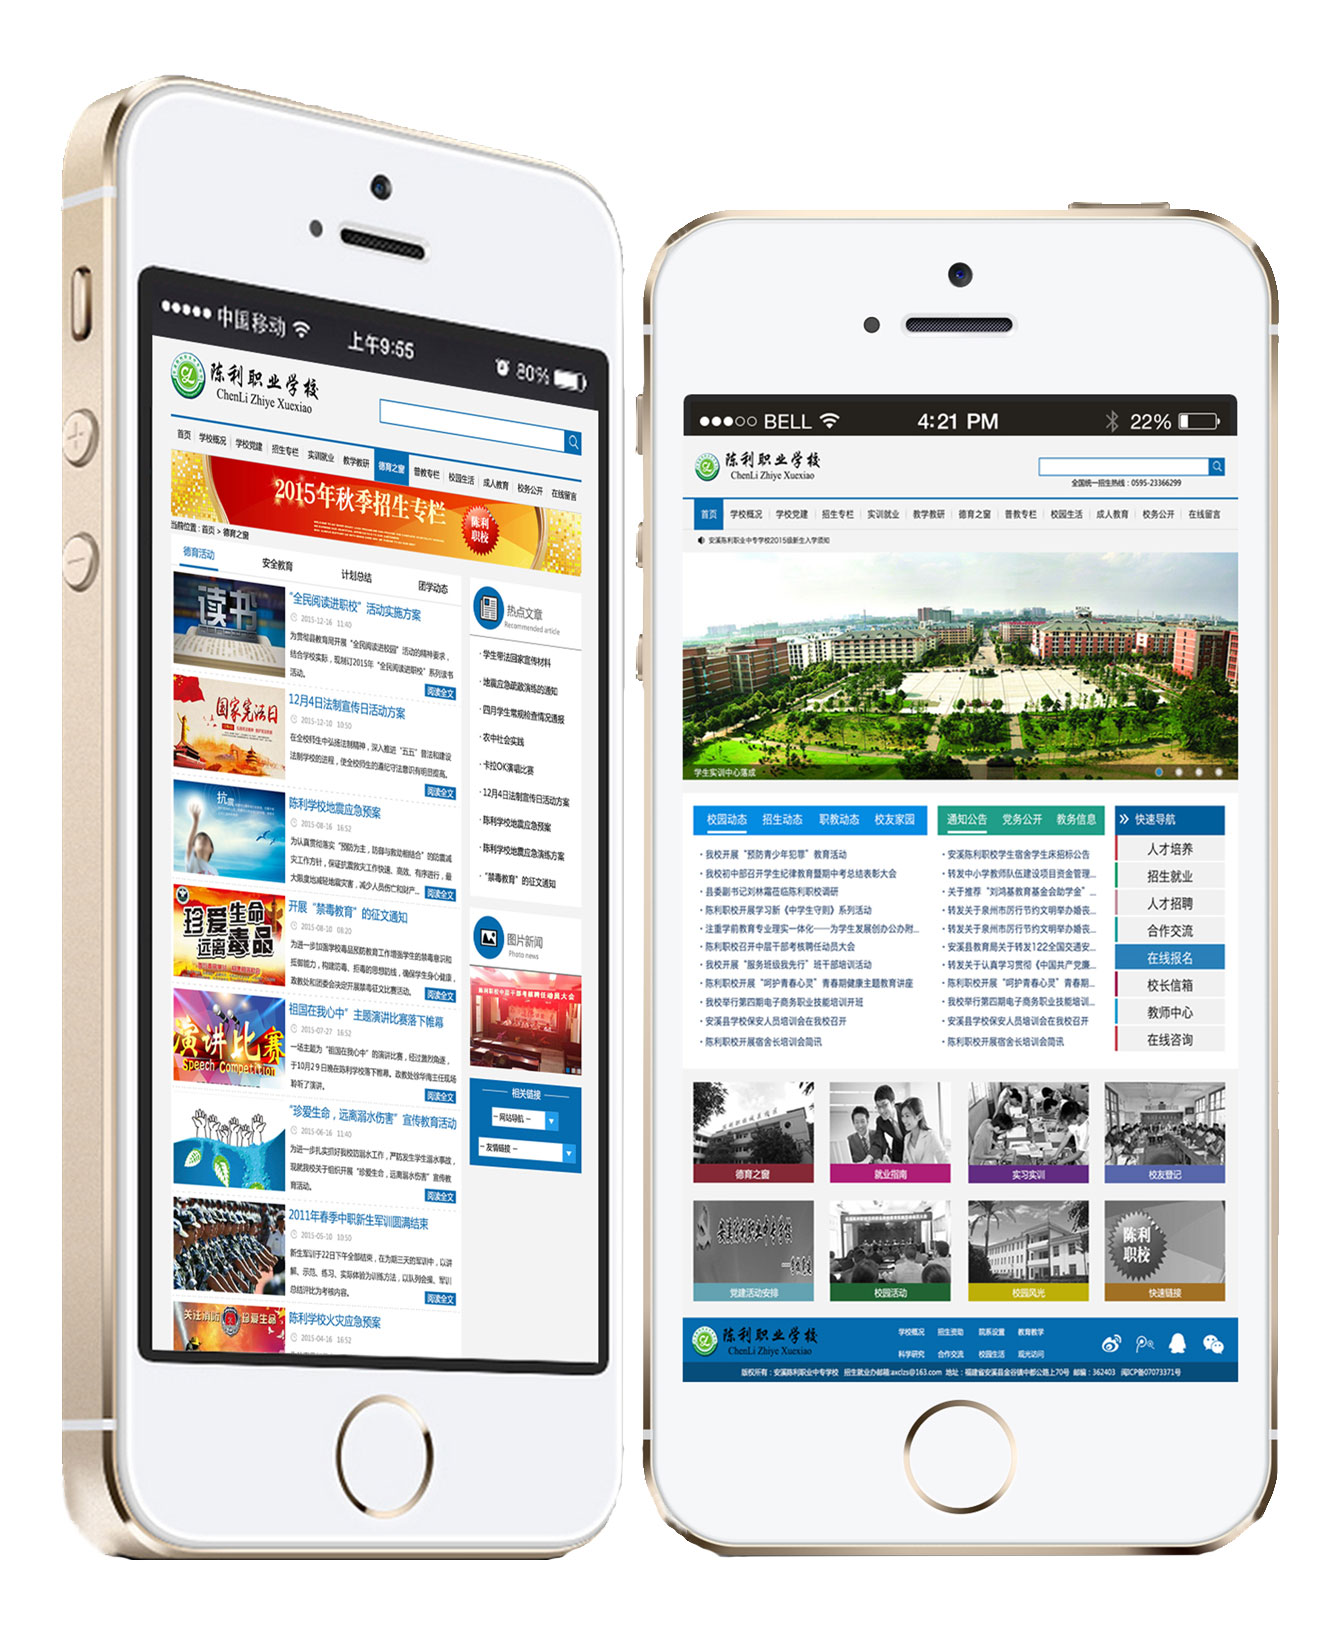 中国移动
上午9:55
80%
陈利职业学校
ChenLi Zhiye Xuexiao
首页 学校概况 学校党建 招生专栏 实训就业 教学教研 德育之窗 普教专栏 校园生活 成人教育 校务公开 在线留言
2015年秋季招生专栏
陈利
职校
当前位置：首页 > 德育之窗
德育活动 安全教育 计划总结 团学动态
读书
“全民阅读进职校”活动实施方案
2015-12-16 11:40
为贯彻县教育局开展“全民阅读进校园”活动的精神要求，
结合学校实际，现制订2015年“全民阅读进职校”系列读书
活动。
阅读全文
国家宪法日
12月4日法制宣传日活动方案
2015-12-10 10:50
在全校师生中弘扬法制精神，深入推进“五五”普法和建设
法制学校的进程，使全校师生的遵纪守法意识有明显提高。
阅读全文
抗震
陈利学校地震应急预案
2015-08-16 16:52
为认真贯彻落实“预防为主，防御与救助相结合”的防震减
灾工作方针，保证抗震救灾工作快速、高效、有序进行，最
大限度地减轻地震灾害，减少人员伤亡和财产...
阅读全文
珍爱生命
远离毒品
开展“禁毒教育”的征文通知
2015-08-10 08:20
为进一步加强学校毒品预防教育工作增强学生的禁毒意识和
抵御能力，构建防毒、拒毒的思想防线，确保学生身心健康，
政教处和团委会决定开展禁毒征文比赛活动。
阅读全文
演讲比赛
Speech Competition
祖国在我心中”主题演讲比赛落下帷幕
2015-07-27 16:52
一场主题为“祖国在我心中”的演讲比赛，经过激烈角逐，
于10月29日晚在陈利学校落下帷幕。政教处徐华南主任现场
聆听了演讲。
阅读全文
“珍爱生命，远离溺水伤害”宣传教育活动
2015-06-16 11:40
为进一步扎实抓好我校防溺水工作，严防发生学生溺水事故，
现就我校关于组织开展“珍爱生命，远离溺水伤害”宣传教
育活动。
阅读全文
2011年春季中职新生军训圆满结束
2015-05-10 10:50
新生军训于22日下午全部结束，在为期三天的军训中，以讲
解、示范、练习、实际体验为训练方法，以队列会操、军训
总结评比为考核内容。
阅读全文
关注消防 珍爱生命
陈利学校火灾应急预案
2015-04-16 16:52
热点文章
Recommended article
·学生带法回家宣传材料
·地震应急疏散演练的通知
·四月学生常规检查情况通报
·农中社会实践
·卡拉OK演唱比赛
·12月4日法制宣传日活动方案
·陈利学校地震应急预案
·陈利学校地震应急演练方案
·“禁毒教育”的征文通知
图片新闻
Photo news
陈利职校中层干部考核聘任动员大会
相关链接
-- 网站导航 --
-- 友情链接 --
BELL
4:21 PM
22%
陈利职业学校
ChenLi Zhiye Xuexiao
全国统一招生热线：0595-23366299
首页 学校概况 学校党建 招生专栏 实训就业 教学教研 德育之窗 普教专栏 校园生活 成人教育 校务公开 在线留言
安溪陈利职业中专学校2015级新生入学须知
学生实训中心落成
校园动态 招生动态 职教动态 校友家园
·我校开展“预防青少年犯罪”教育活动
·我校初中部召开学生纪律教育暨期中考总结表彰大会
·县委副书记刘林霜莅临陈利职校调研
·陈利职校开展学习新《中学生守则》系列活动
·注重学前教育专业理实一体化——为学生发展创办公办附...
·陈利职校召开中层干部考核聘任动员大会
·我校开展“服务班级我先行”班干部培训活动
·陈利职校开展“呵护青春心灵”青春期健康主题教育讲座
·我校举行第四期电子商务职业技能培训开班
·安溪县学校保安人员培训会在我校召开
·陈利职校开展宿舍长培训会简讯
通知公告 党务公开 教务信息
·安溪陈利职校学生宿舍学生床招标公告
·转发中小学教师队伍建设项目资金管理...
·关于推荐“刘鸿基教育基金会助学金”...
·转发关于泉州市厉行节约文明举办婚丧...
·转发关于泉州市厉行节约文明举办婚丧...
·安溪县教育局关于转发122全国交通安...
·转发关于认真学习贯彻《中国共产党廉...
·陈利职校开展“呵护青春心灵”青春期...
·我校举行第四期电子商务职业技能培训...
·安溪县学校保安人员培训会在我校召开
·陈利职校开展宿舍长培训会简讯
快速导航
人才培养
招生就业
人才招聘
合作交流
在线报名
校长信箱
教师中心
在线咨询
德育之窗 就业指南 实习实训 校友登记
陈利
职校
党建活动安排 校园活动 校园风光 快速链接
陈利职业学校
ChenLi Zhiye Xuexiao
学校概况 招生资助 院系设置 教育教学
科学研究 合作交流 校园生活 观光访问
版权所有：安溪陈利职业中专学校 招生就业办邮箱:axclzs@163.com 地址：福建省安溪县金谷镇中都公路上70号 邮编：362403 闽ICP备07073371号